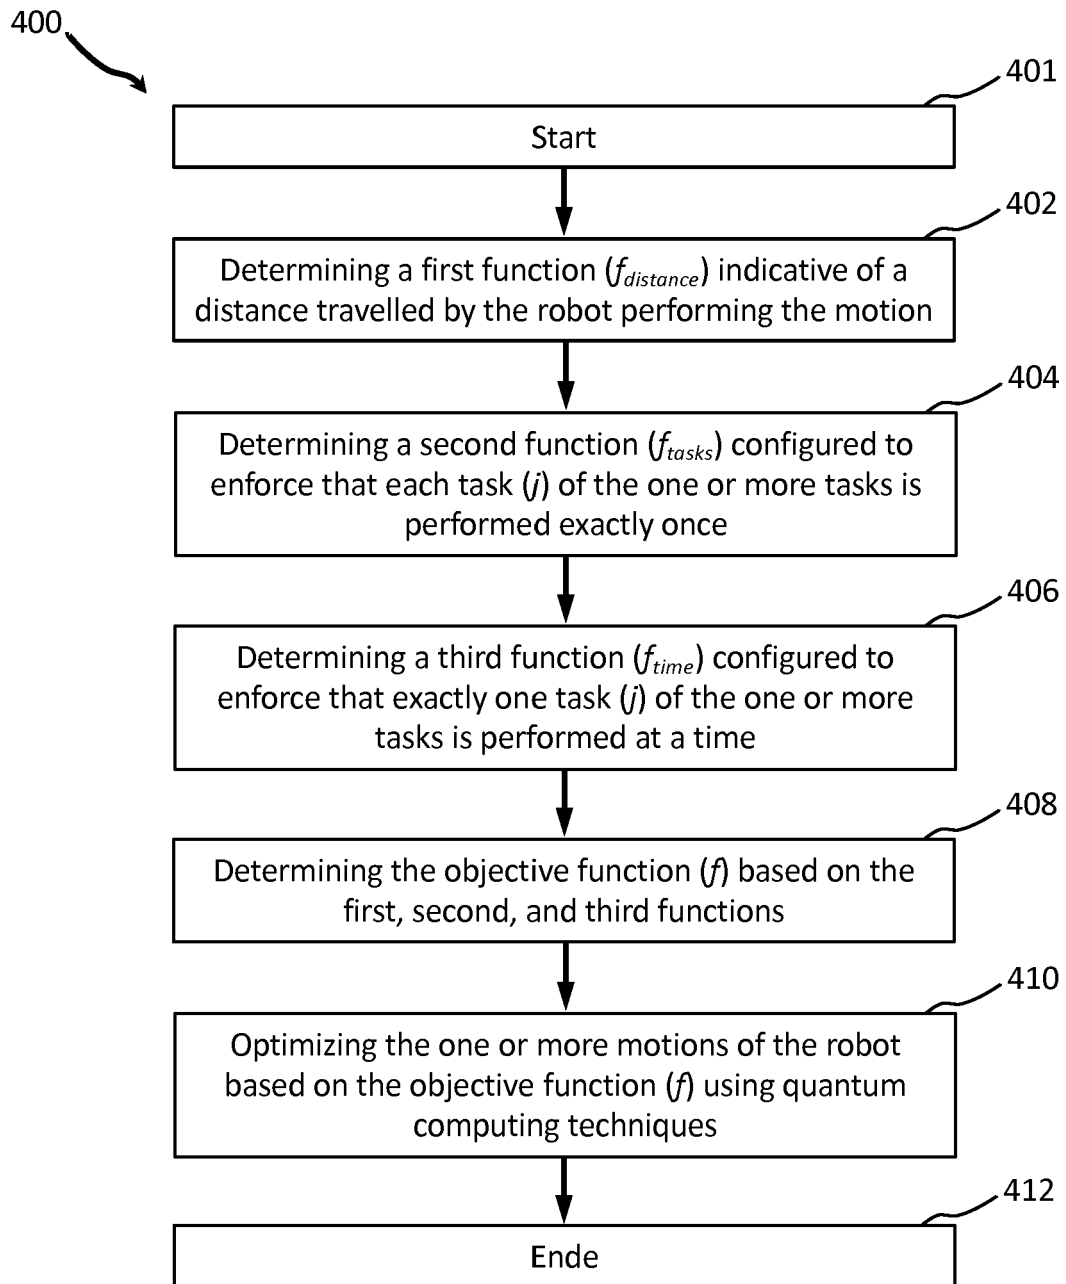 400
401
Start
402
Determining a first function (fdistance) indicative of a
distance travelled by the robot performing the motion
404
Determining a second function (ftasks) configured to
enforce that each task (j) of the one or more tasks is
performed exactly once
406
Determining a third function (ftime) configured to
enforce that exactly one task (j) of the one or more
tasks is performed at a time
408
Determining the objective function (f) based on the
first, second, and third functions
410
Optimizing the one or more motions of the robot
based on the objective function (f) using quantum
computing techniques
412
Ende